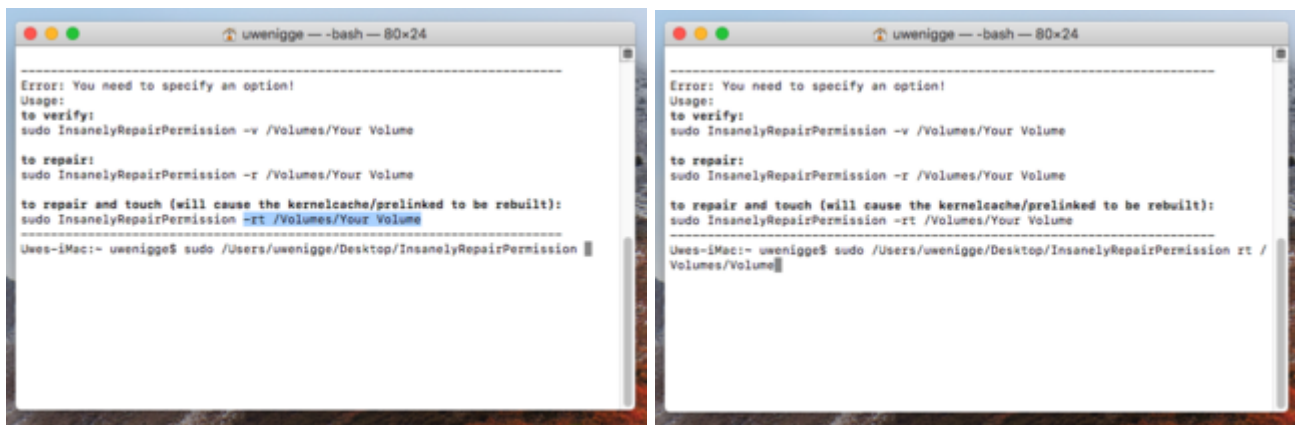 uwenigge — -bash — 80×24
--------------------------------------------------------------------------
Error: You need to specify an option!
Usage:
to verify:
sudo InsanelyRepairPermission -v /Volumes/Your Volume
to repair:
sudo InsanelyRepairPermission -r /Volumes/Your Volume
to repair and touch (will cause the kernelcache/prelinked to be rebuilt):
sudo InsanelyRepairPermission -rt /Volumes/Your Volume
--------------------------------------------------------------------------
Uwes-iMac:~ uwenigge$ sudo /Users/uwenigge/Desktop/InsanelyRepairPermission
uwenigge — -bash — 80×24
--------------------------------------------------------------------------
Error: You need to specify an option!
Usage:
to verify:
sudo InsanelyRepairPermission -v /Volumes/Your Volume
to repair:
sudo InsanelyRepairPermission -r /Volumes/Your Volume
to repair and touch (will cause the kernelcache/prelinked to be rebuilt):
sudo InsanelyRepairPermission -rt /Volumes/Your Volume
--------------------------------------------------------------------------
Uwes-iMac:~ uwenigge$ sudo /Users/uwenigge/Desktop/InsanelyRepairPermission rt /
Volumes/Volume